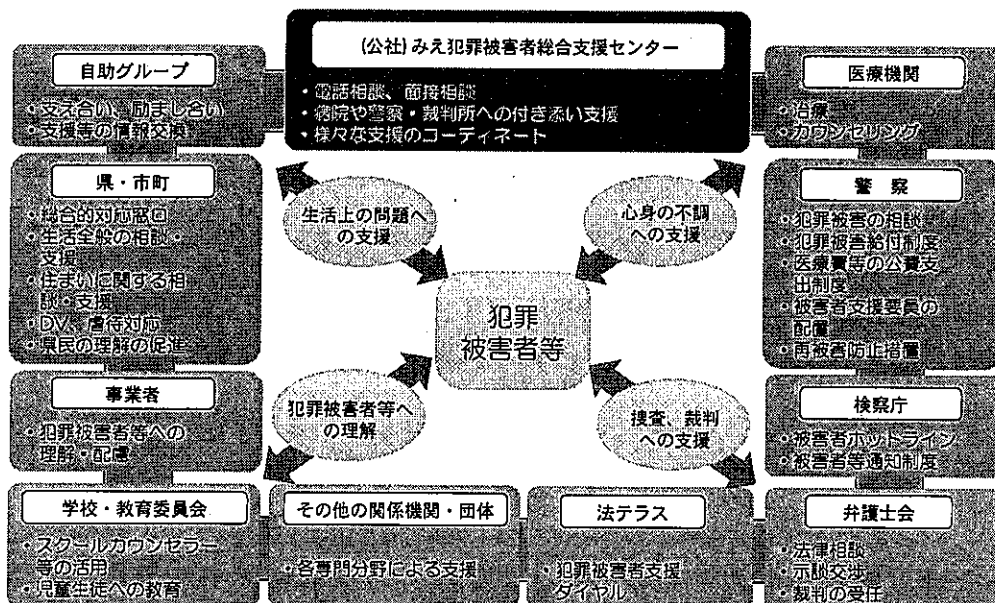 (公社)みえ犯罪被害者総合支援センター
・電話相談、面接相談
・病院や警察・裁判所への付き添い支援
・様々な支援のコーディネート
自助グループ
・支え合い、励まし合い
・支援等の情報交換
県・市町
・総合的対応窓口
・生活全般の相談・
支援
・住まいに関する相
談・支援
・DV、虐待対応
・県民の理解の促進
事業者
・犯罪被害者等への
理解・配慮
学校・教育委員会
・スクールカウンセラー
等の活用
・児童生徒への教育
その他の関係機関・団体
・各専門分野による支援
法テラス
・犯罪被害者支援
ダイヤル
医療機関
・治療
・カウンセリング
警 察
・犯罪被害の相談
・犯罪被害給付制度
・医療費等の公費支
出制度
・被害者支援要員の
配置
・再被害防止措置
検察庁
・被害者ホットライン
・被害者等通知制度
弁護士会
・法律相談
・示談交渉
・裁判の受任
生活上の問題へ
の支援
心身の不調
への支援
犯罪
被害者等
犯罪被害者等へ
の理解
捜査、裁判
への支援